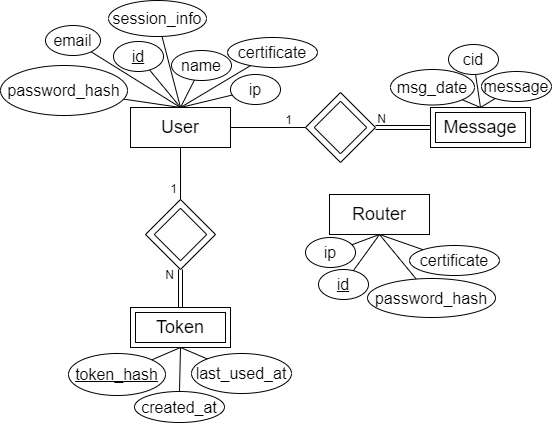 session_info
email
id
name
certificate
password_hash
ip
cid
msg_date
message
User
1
N
Message
1
N
Router
ip
certificate
id
password_hash
Token
token_hash
last_used_at
created_at